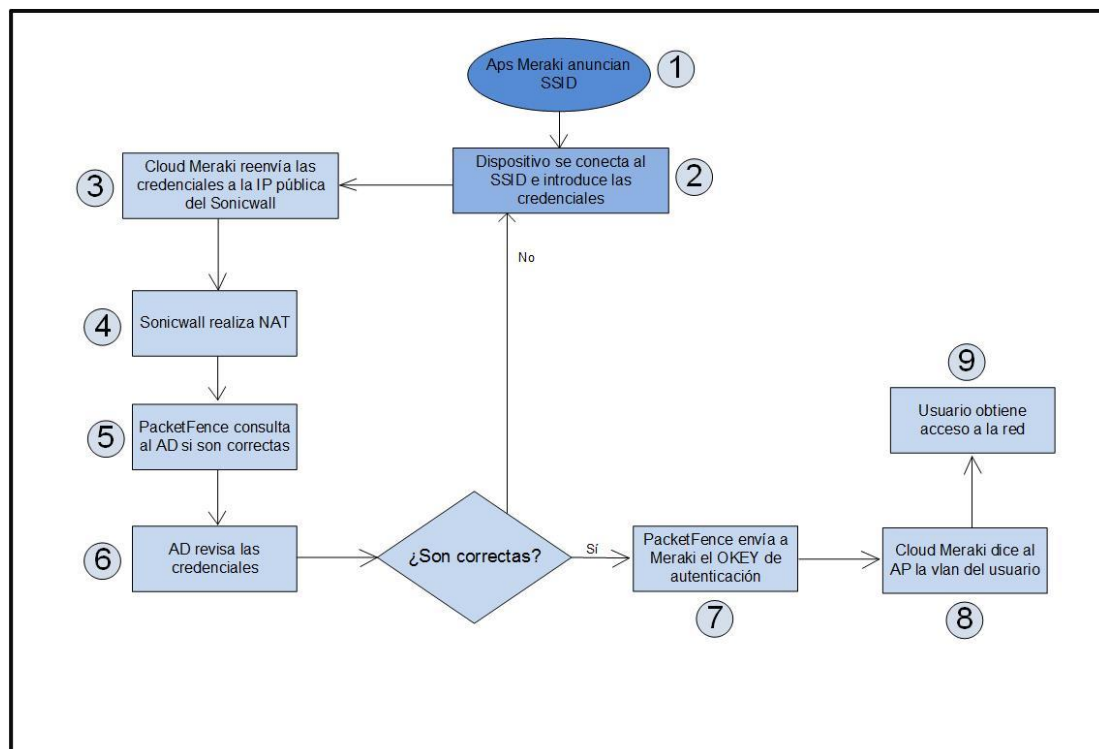 Aps Meraki anuncian
SSID
1
Dispositivo se conecta al
SSID e introduce las
credenciales
2
3
Cloud Meraki reenvía las
credenciales a la IP pública
del Sonicwall
No
4
Sonicwall realiza NAT
5
PacketFence consulta
al AD si son correctas
6
AD revisa las
credenciales
¿Son correctas?
Sí
PacketFence envía a
Meraki el OKEY de
autenticación
7
Cloud Meraki dice al
AP la vlan del usuario
8
9
Usuario obtiene
acceso a la red